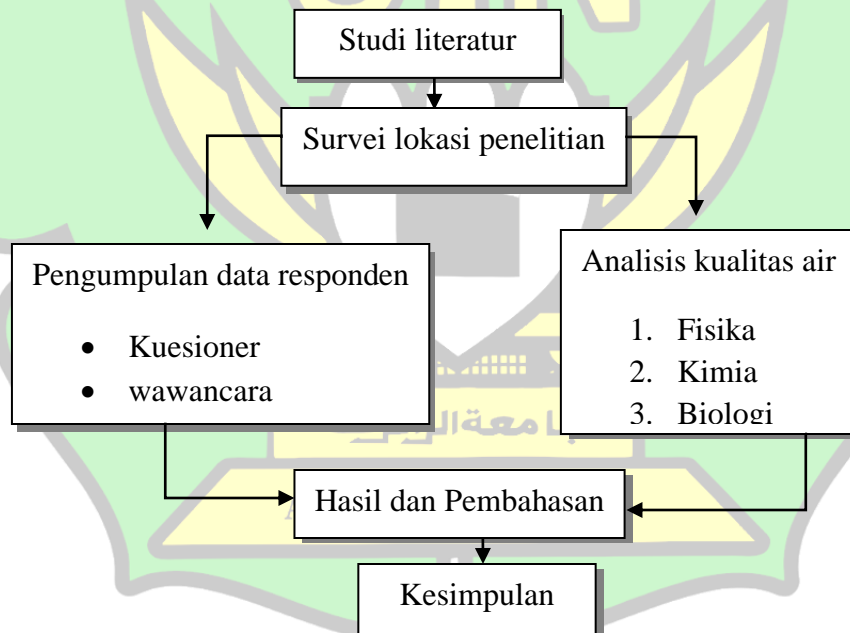 Studi literatur
Survei lokasi penelitian
Pengumpulan data responden
• Kuesioner
• wawancara
Analisis kualitas air
1. Fisika
2. Kimia
3. Biologi
Hasil dan Pembahasan
Kesimpulan